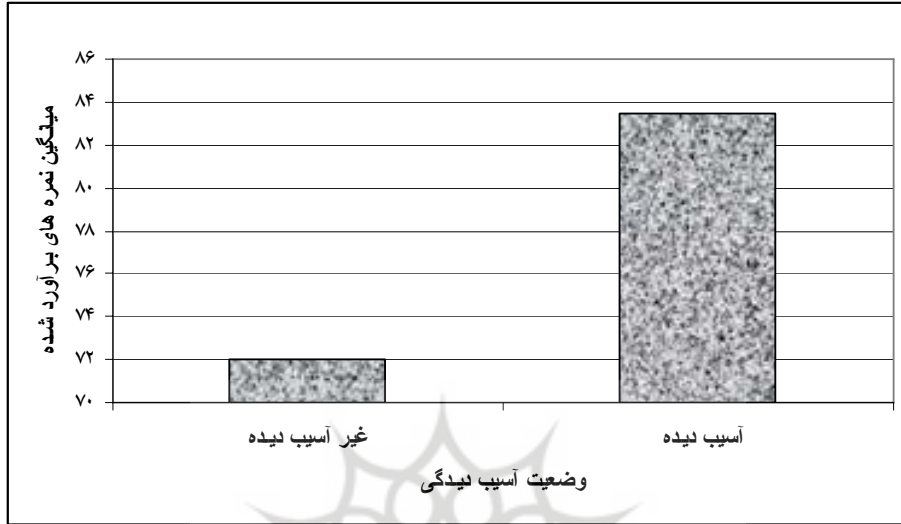 میانگین نمره های برآورد شده
۸۶
۸۴
۸۲
۸۰
۷۸
۷۶
۷۴
۷۲
۷۰
غیر آسیب دیده
آسیب دیده
وضعیت آسیب دیدگی